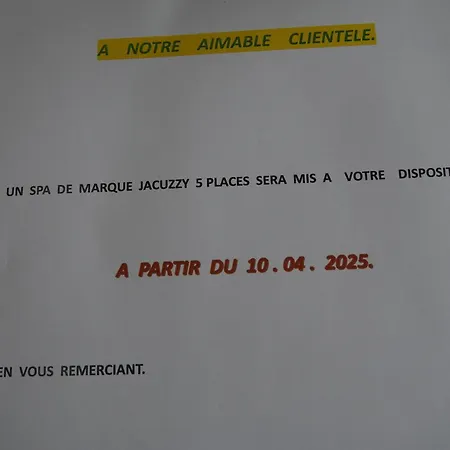 A NOTRE AIMABLE CLIENTELE.
UN SPA DE MARQUE JACUZZY 5 PLACES SERA MIS A VOTRE DISPOSIT
A PARTIR DU 10.04.2025.
EN VOUS REMERCIANT.